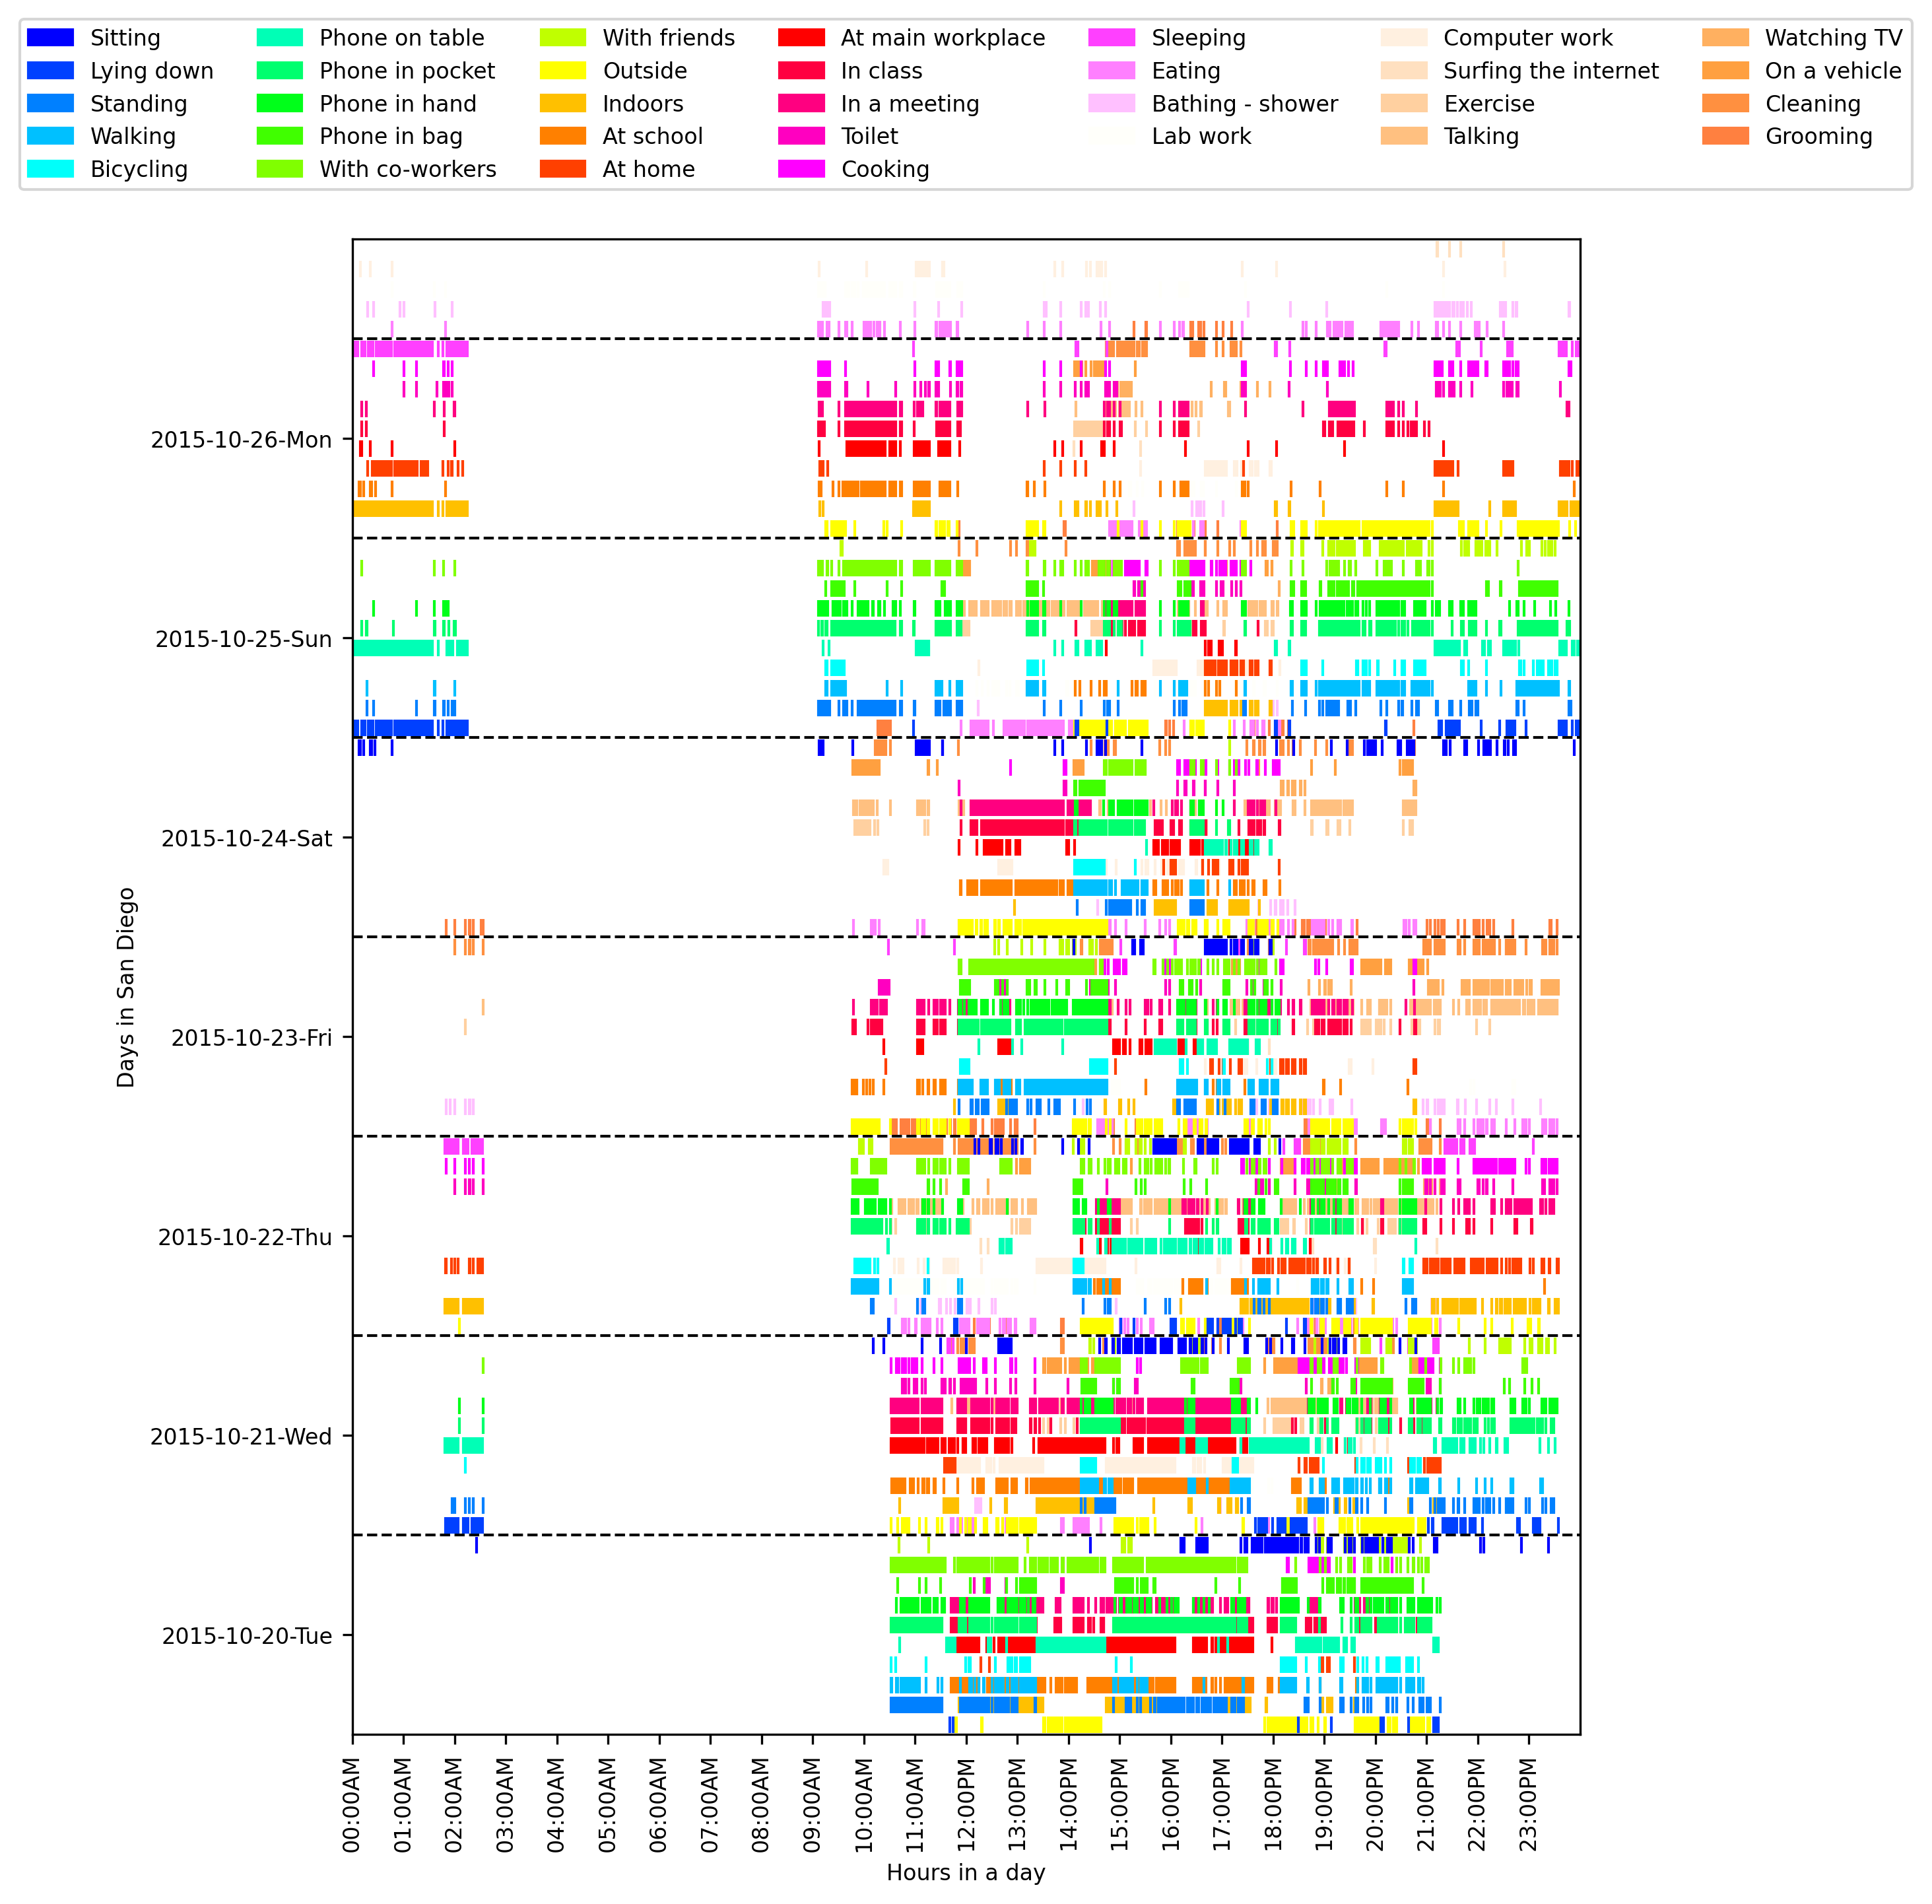 Sitting
Lying down
Standing
Walking
Bicycling
Phone on table
Phone in pocket
Phone in hand
Phone in bag
With co-workers
With friends
Outside
Indoors
At school
At home
At main workplace
In class
In a meeting
Toilet
Cooking
Sleeping
Eating
Bathing - shower
Lab work
Computer work
Surfing the internet
Exercise
Talking
Watching TV
On a vehicle
Cleaning
Grooming
Days in San Diego
2015-10-26-Mon
2015-10-25-Sun
2015-10-24-Sat
2015-10-23-Fri
2015-10-22-Thu
2015-10-21-Wed
2015-10-20-Tue
00:00AM
01:00AM
02:00AM
03:00AM
04:00AM
05:00AM
06:00AM
07:00AM
08:00AM
09:00AM
10:00AM
11:00AM
12:00PM
13:00PM
14:00PM
15:00PM
16:00PM
17:00PM
18:00PM
19:00PM
20:00PM
21:00PM
22:00PM
23:00PM
Hours in a day